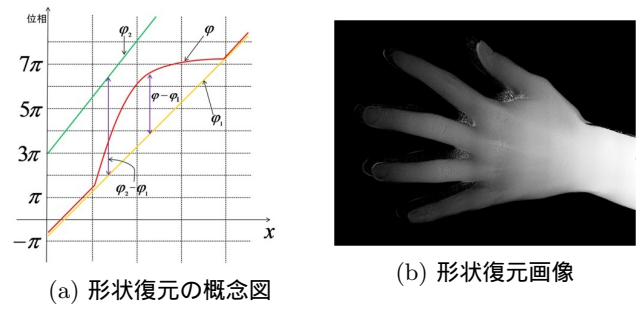 位相
φ₂
φ
7π
φ−φ₁
5π
φ₁
3π
φ₂−φ₁
π
x
−π
(a) 形状復元の概念図
(b) 形状復元画像